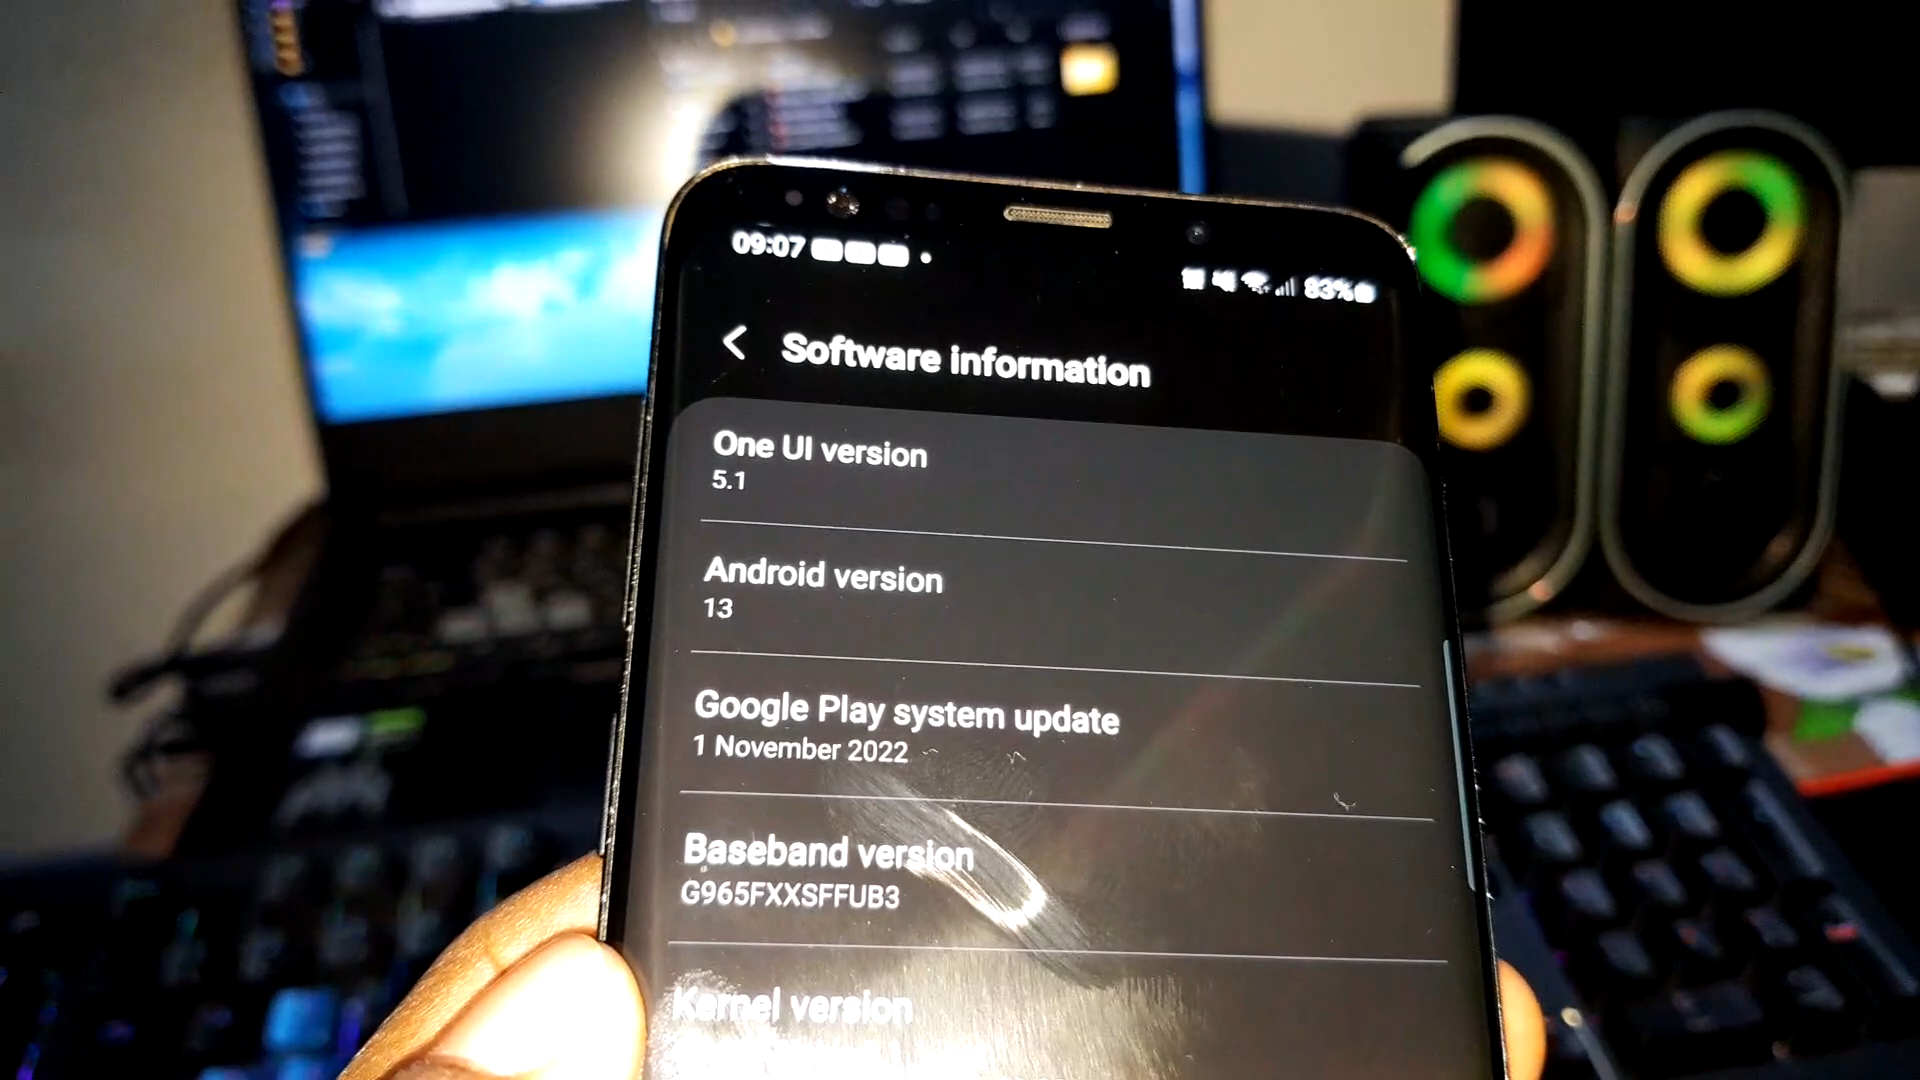 09:07
83%
Software information
One UI version
5.1
Android version
13
Google Play system update
1 November 2022
Baseband version
G965FXXSFFUB3
Kernel version